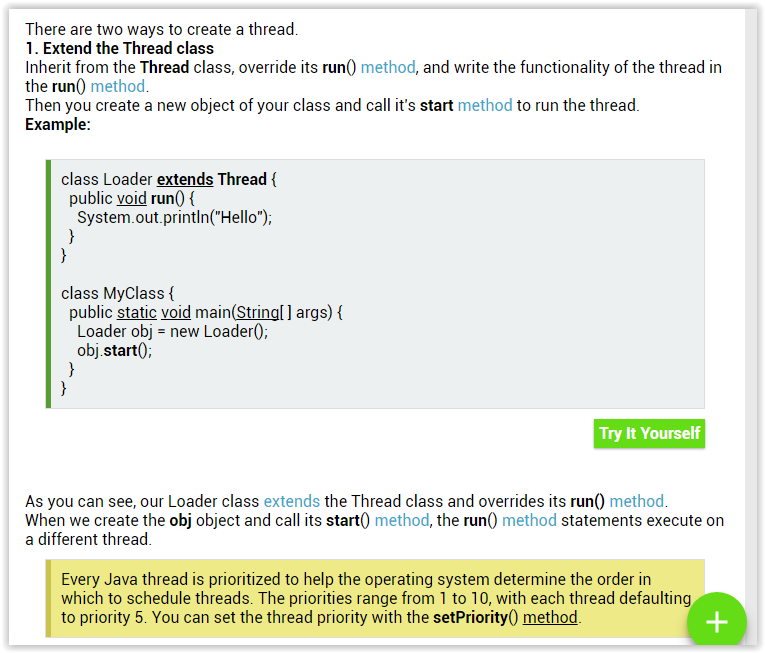 There are two ways to create a thread.
1. Extend the Thread class
Inherit from the Thread class, override its run() method, and write the functionality of the thread in
the run() method.
Then you create a new object of your class and call it's start method to run the thread.
Example:
class Loader extends Thread {
public void run() {
System.out.println("Hello");
}
}
class MyClass {
public static void main(String[ ] args) {
Loader obj = new Loader();
obj.start();
}
}
Try It Yourself
As you can see, our Loader class extends the Thread class and overrides its run() method.
When we create the obj object and call its start() method, the run() method statements execute on
a different thread.
Every Java thread is prioritized to help the operating system determine the order in
which to schedule threads. The priorities range from 1 to 10, with each thread defaulting
to priority 5. You can set the thread priority with the setPriority() method.
+